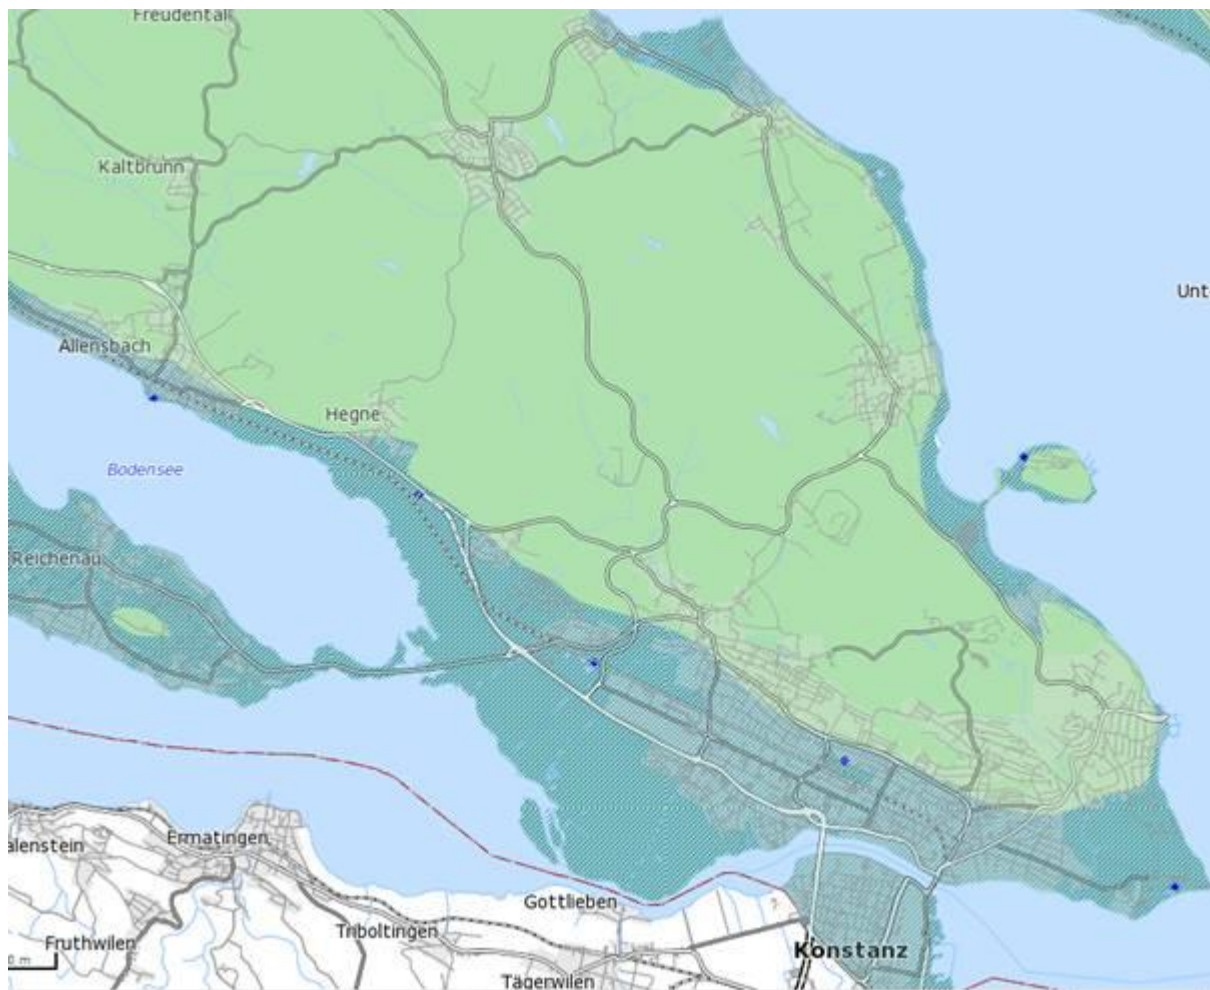 Freudental
Kaltbrunn
Unt
Allensbach
Hegne
Bodensee
Reichenau
Ermatingen
alenstein
Gottlieben
Triboltingen
Fruthwilen
Konstanz
m
Tägerwilen